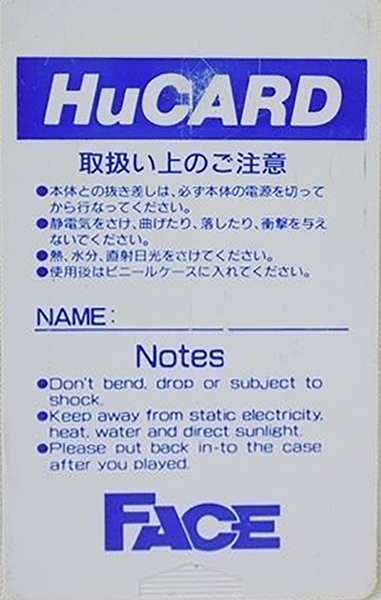 HuCARD
取扱い上のご注意
●本体との抜き差しは、必ず本体の電源を切って
から行なってください。
●静電気をさけ、曲げたり、落したり、衝撃を与え
ないでください。
●熱、水分、直射日光をさけてください。
●使用後はビニールケースに入れてください。
NAME:
Notes
●Don't bend, drop or subject to
shock.
●Keep away from static electricity,
heat, water and direct sunlight.
●Please put back in-to the case
after you played.
FACE